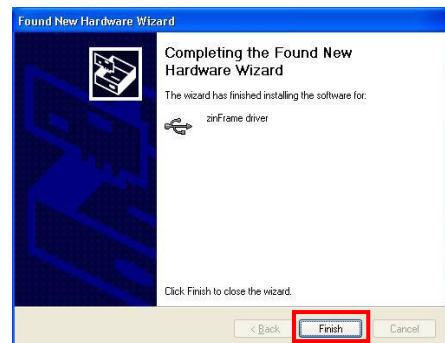 Found New Hardware Wizard
Completing the Found New
Hardware Wizard
The wizard has finished installing the software for:
zinFrame driver
Click Finish to close the wizard.
< Back
Finish
Cancel